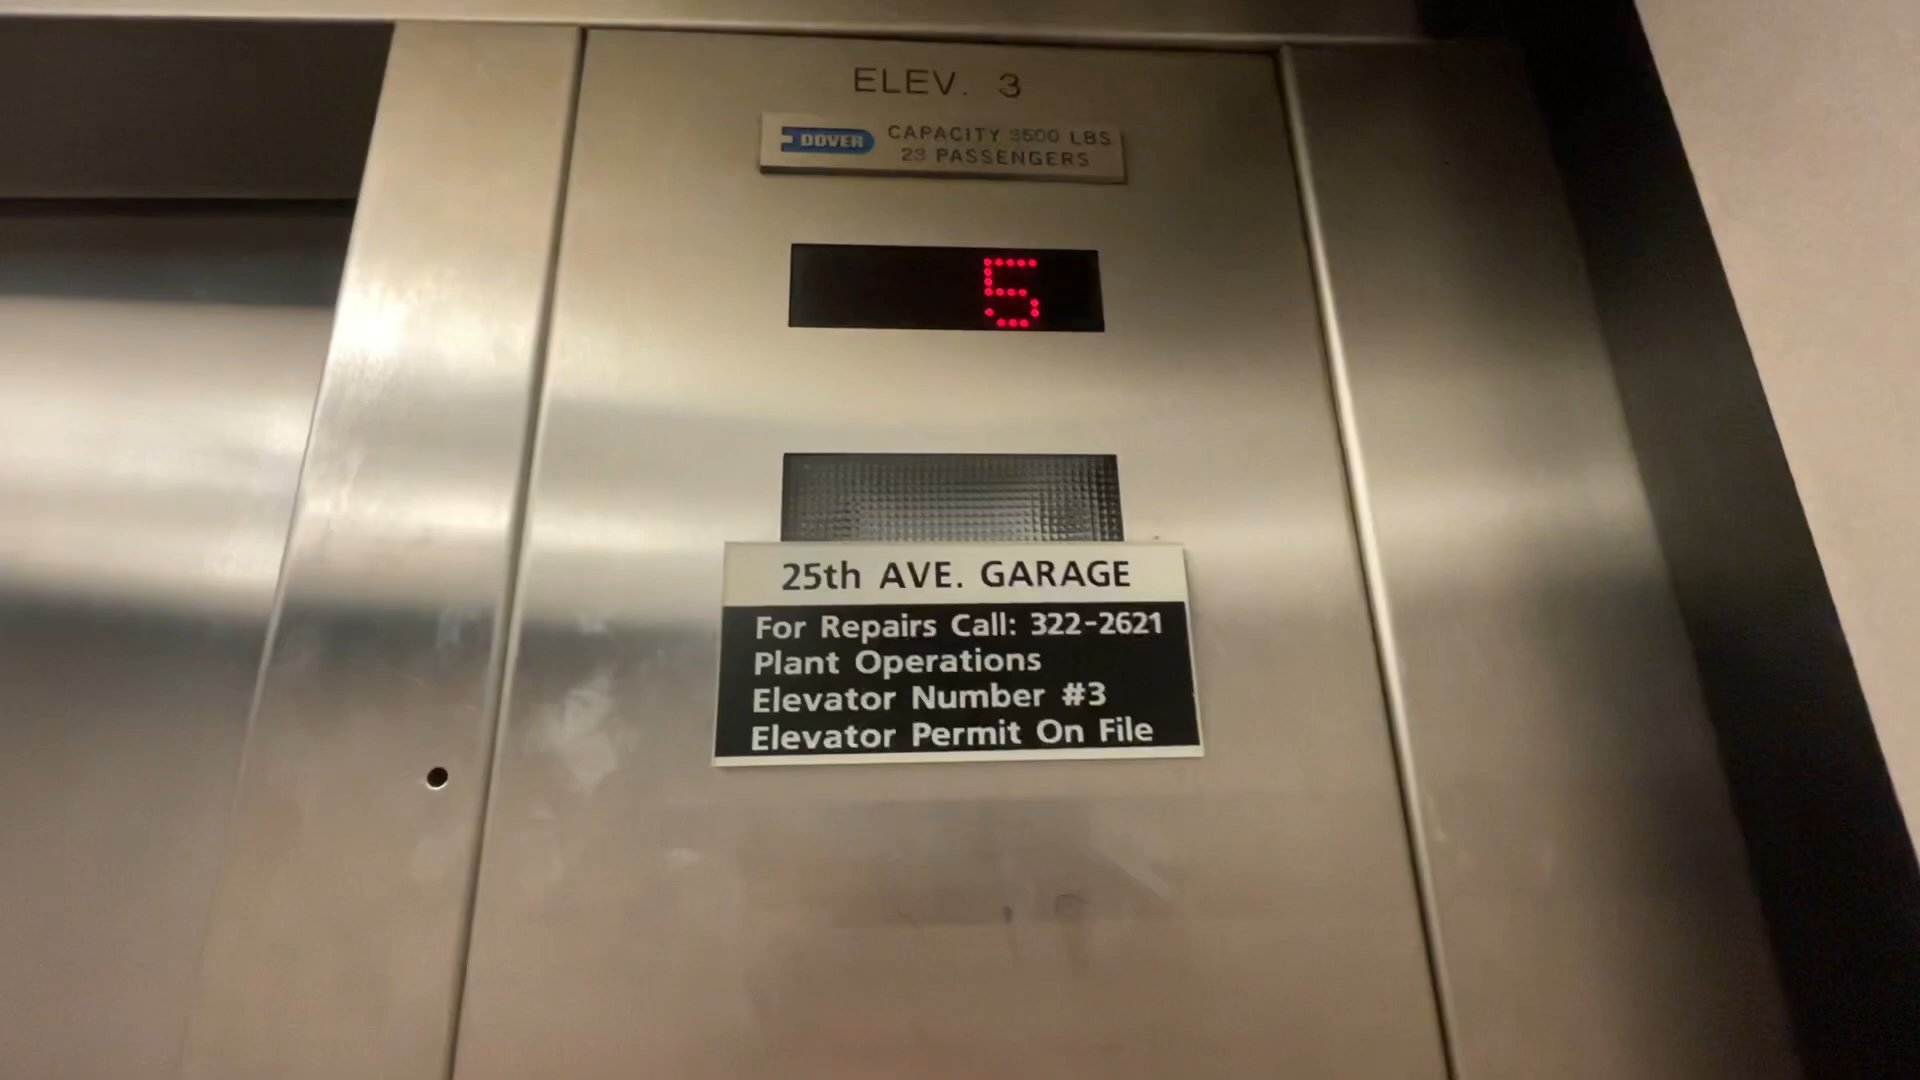 ELEV. 3
DOVER
CAPACITY 3500 LBS.
23 PASSENGERS
5
25th AVE. GARAGE
For Repairs Call: 322-2621
Plant Operations
Elevator Number #3
Elevator Permit On File